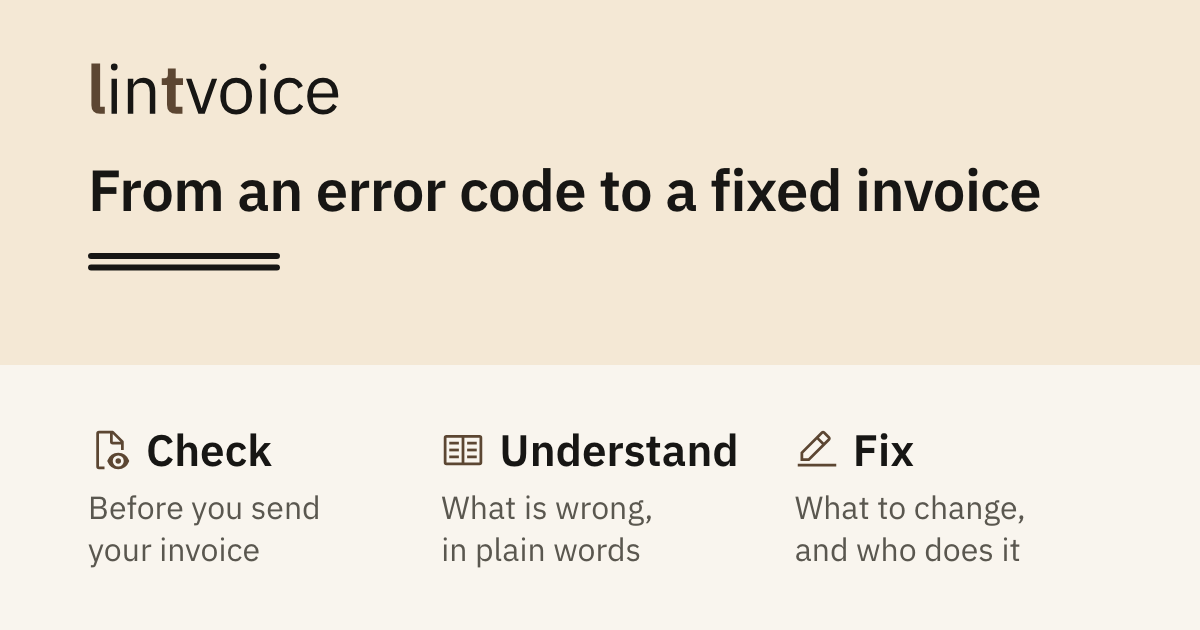 lintvoice
From an error code to a fixed invoice
Check
Before you send
your invoice
Understand
What is wrong,
in plain words
Fix
What to change,
and who does it